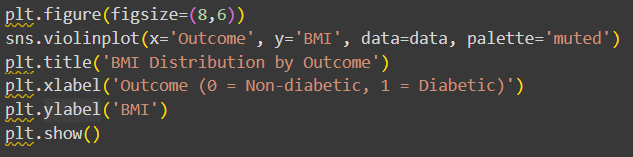 plt.figure(figsize=(8,6))
sns.violinplot(x='Outcome', y='BMI', data=data, palette='muted')
plt.title('BMI Distribution by Outcome')
plt.xlabel('Outcome (0 = Non-diabetic, 1 = Diabetic)')
plt.ylabel('BMI')
plt.show()